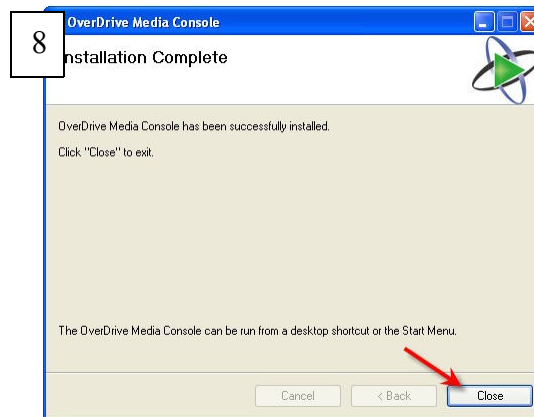 8
OverDrive Media Console
nstallation Complete
OverDrive Media Console has been successfully installed.
Click "Close" to exit.
The OverDrive Media Console can be run from a desktop shortcut or the Start Menu.
Cancel
< Back
Close